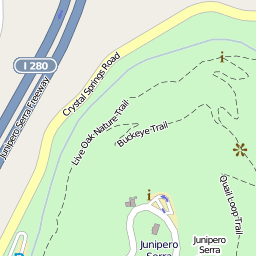 I 280
Junipero Serra Freeway
Crystal Springs Road
Live Oak Nature Trail
Buckeye Trail
Quail Loop Trail
Junipero
Serra
Junipero
Serra